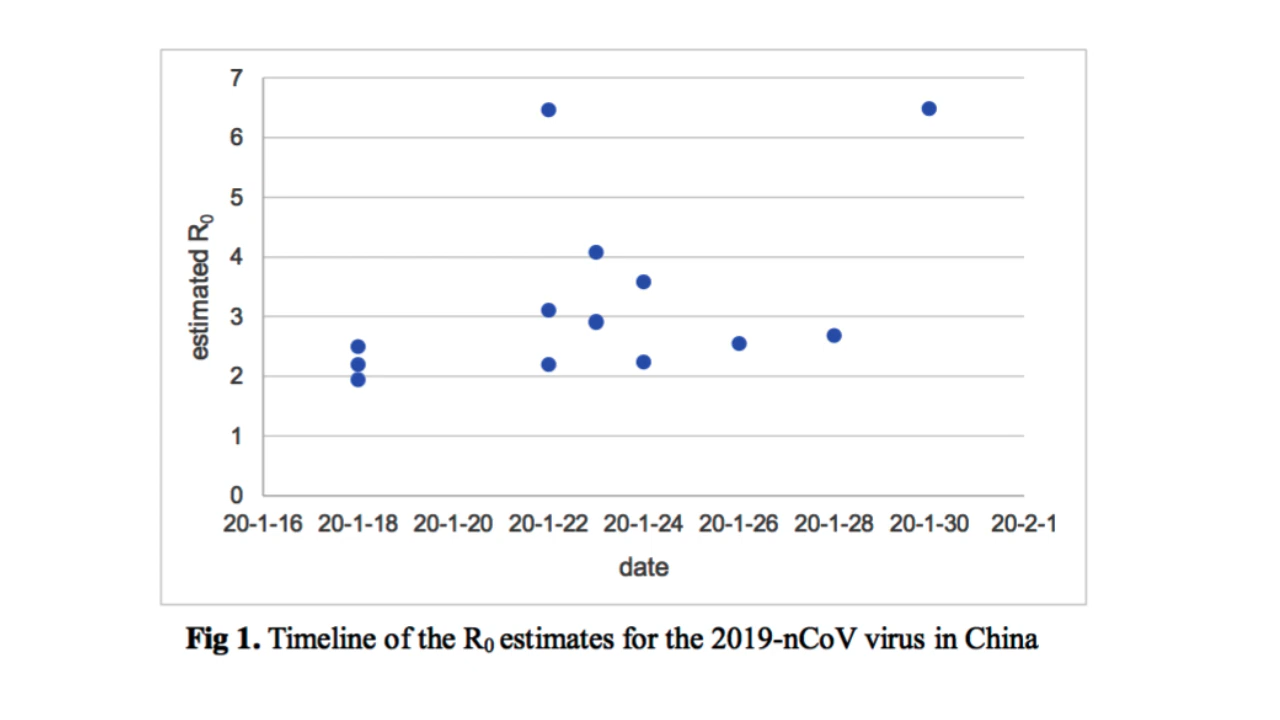 7
6
5
4
3
2
1
0
estimated R0
20-1-16 20-1-18 20-1-20 20-1-22 20-1-24 20-1-26 20-1-28 20-1-30 20-2-1
date
Fig 1. Timeline of the R0 estimates for the 2019-nCoV virus in China